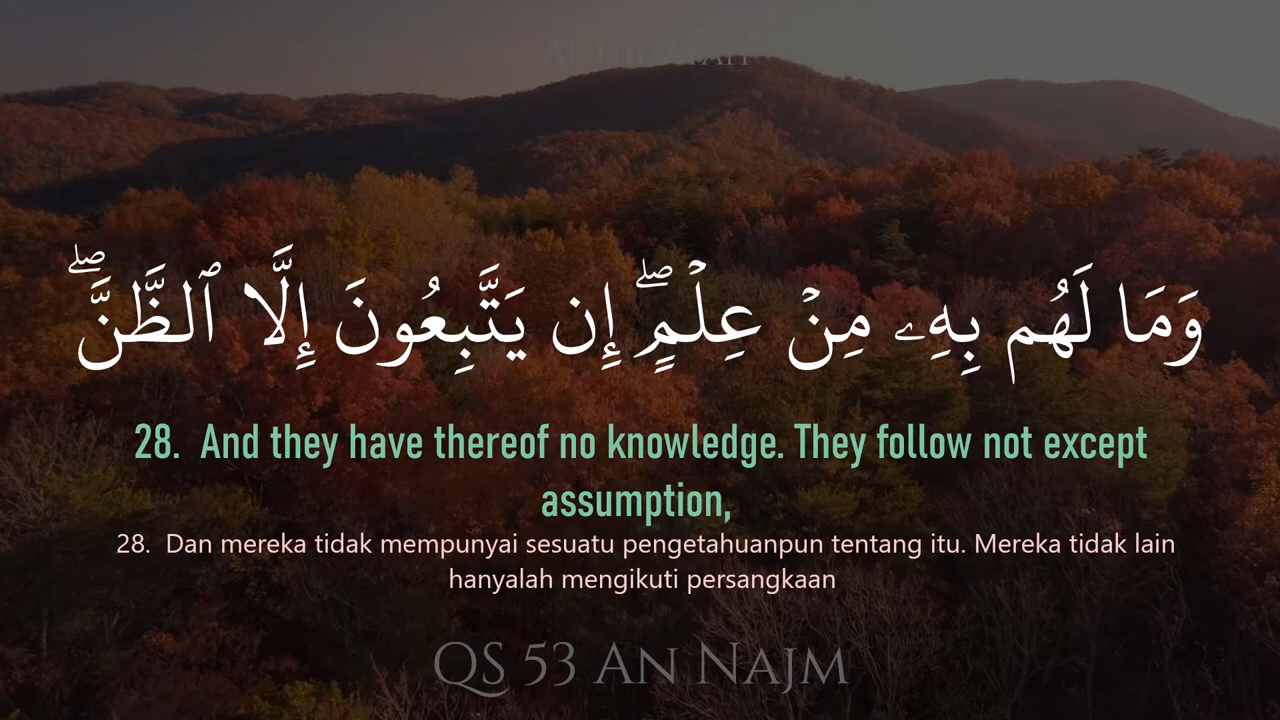 وَمَا لَهُم بِهِۦ مِنْ عِلْمٍ ۖ إِن يَتَّبِعُونَ إِلَّا ٱلظَّنَّ ۖ
28. And they have thereof no knowledge. They follow not except
assumption,
28. Dan mereka tidak mempunyai sesuatu pengetahuanpun tentang itu. Mereka tidak lain
hanyalah mengikuti persangkaan
QS 53 An Najm